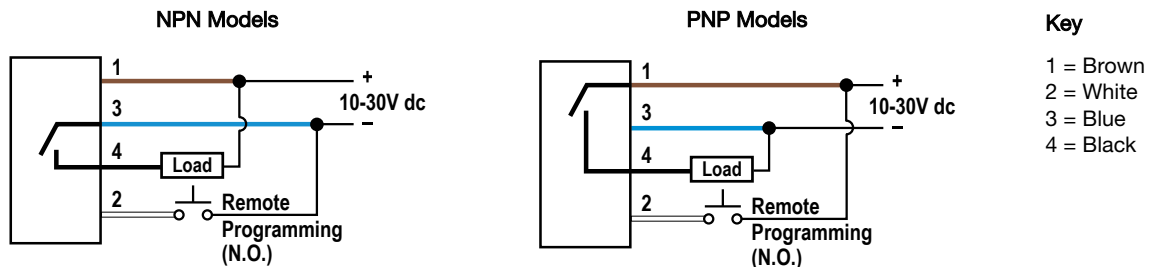 NPN Models
1
+
10-30V dc
3
–
4
Load
2
Remote
Programming
(N.O.)
PNP Models
1
+
10-30V dc
3
–
4
Load
2
Remote
Programming
(N.O.)
Key
1 = Brown
2 = White
3 = Blue
4 = Black